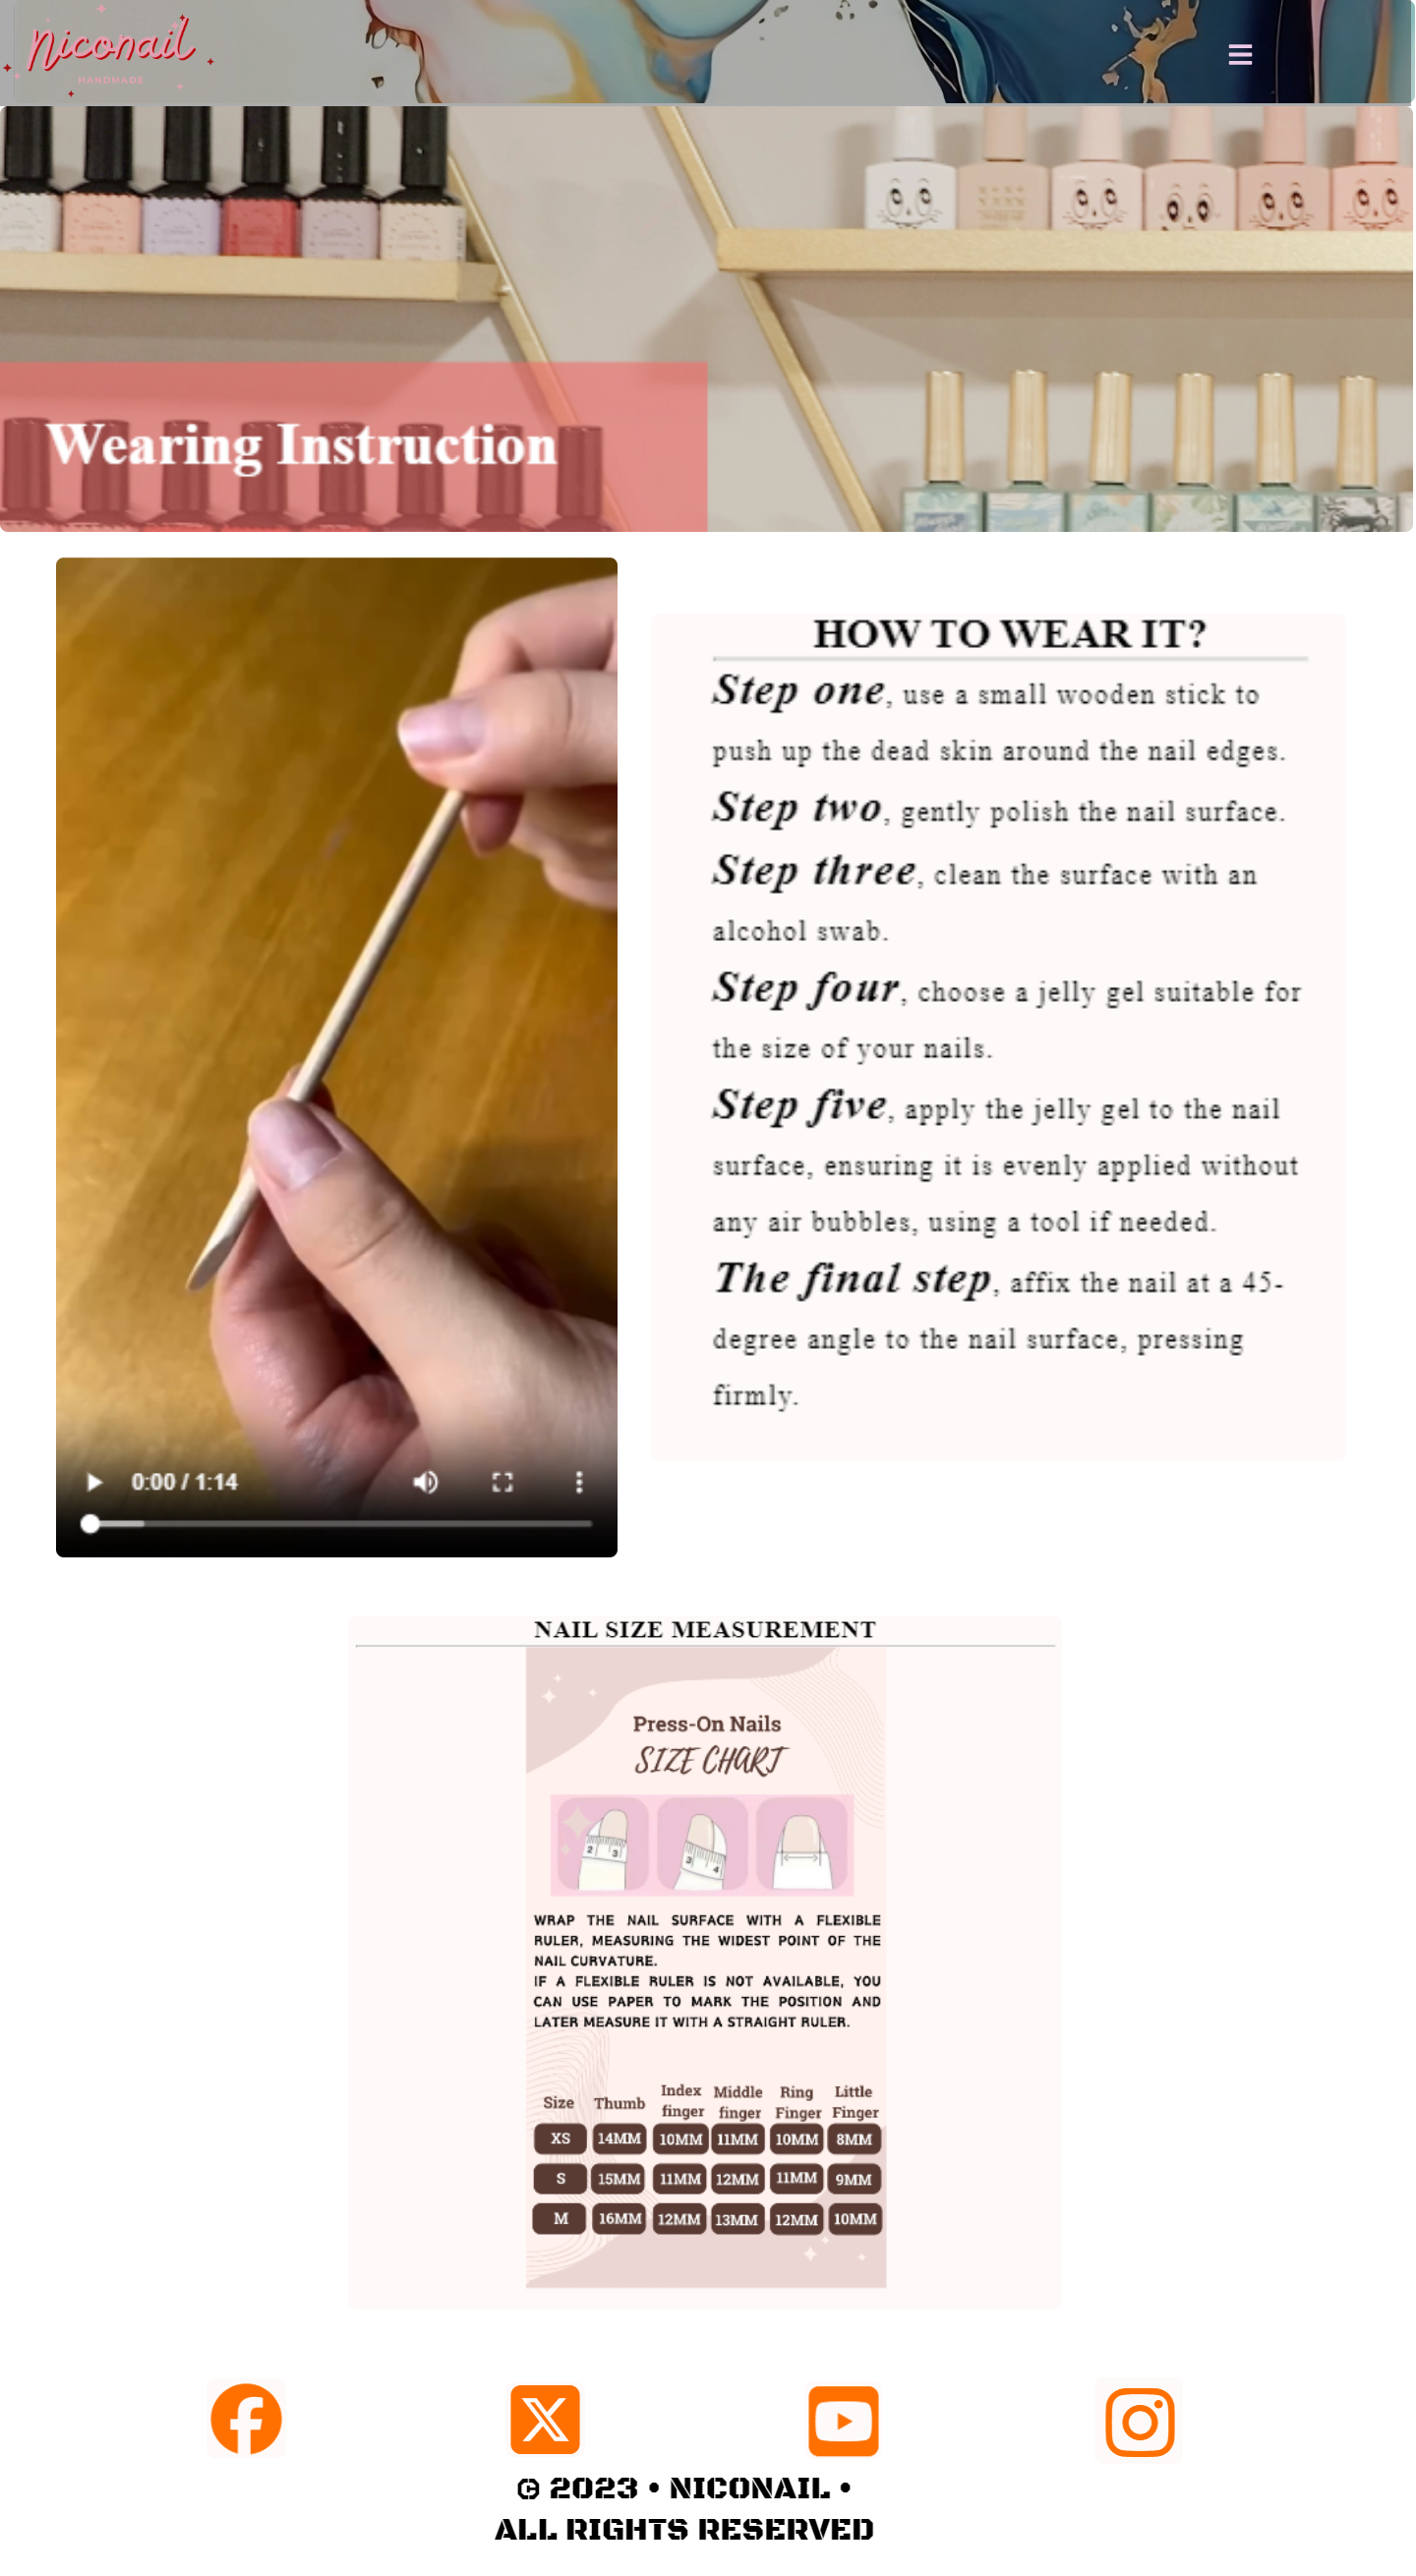 Niconail
HANDMADE
Wearing Instruction
HOW TO WEAR IT?
Step one, use a small wooden stick to
push up the dead skin around the nail edges.
Step two, gently polish the nail surface.
Step three, clean the surface with an
alcohol swab.
Step four, choose a jelly gel suitable for
the size of your nails.
Step five, apply the jelly gel to the nail
surface, ensuring it is evenly applied without
any air bubbles, using a tool if needed.
The final step, affix the nail at a 45-
degree angle to the nail surface, pressing
firmly.
0:00 / 1:14
NAIL SIZE MEASUREMENT
Press-On Nails
SIZE CHART
2 3 3 4
WRAP THE NAIL SURFACE WITH A FLEXIBLE
RULER, MEASURING THE WIDEST POINT OF THE
NAIL CURVATURE.
IF A FLEXIBLE RULER IS NOT AVAILABLE, YOU
CAN USE PAPER TO MARK THE POSITION AND
LATER MEASURE IT WITH A STRAIGHT RULER.
Size Thumb Index finger Middle finger Ring Finger Little Finger
XS 14MM 10MM 11MM 10MM 8MM
S 15MM 11MM 12MM 11MM 9MM
M 16MM 12MM 13MM 12MM 10MM
© 2023 • NICONAIL •
ALL RIGHTS RESERVED